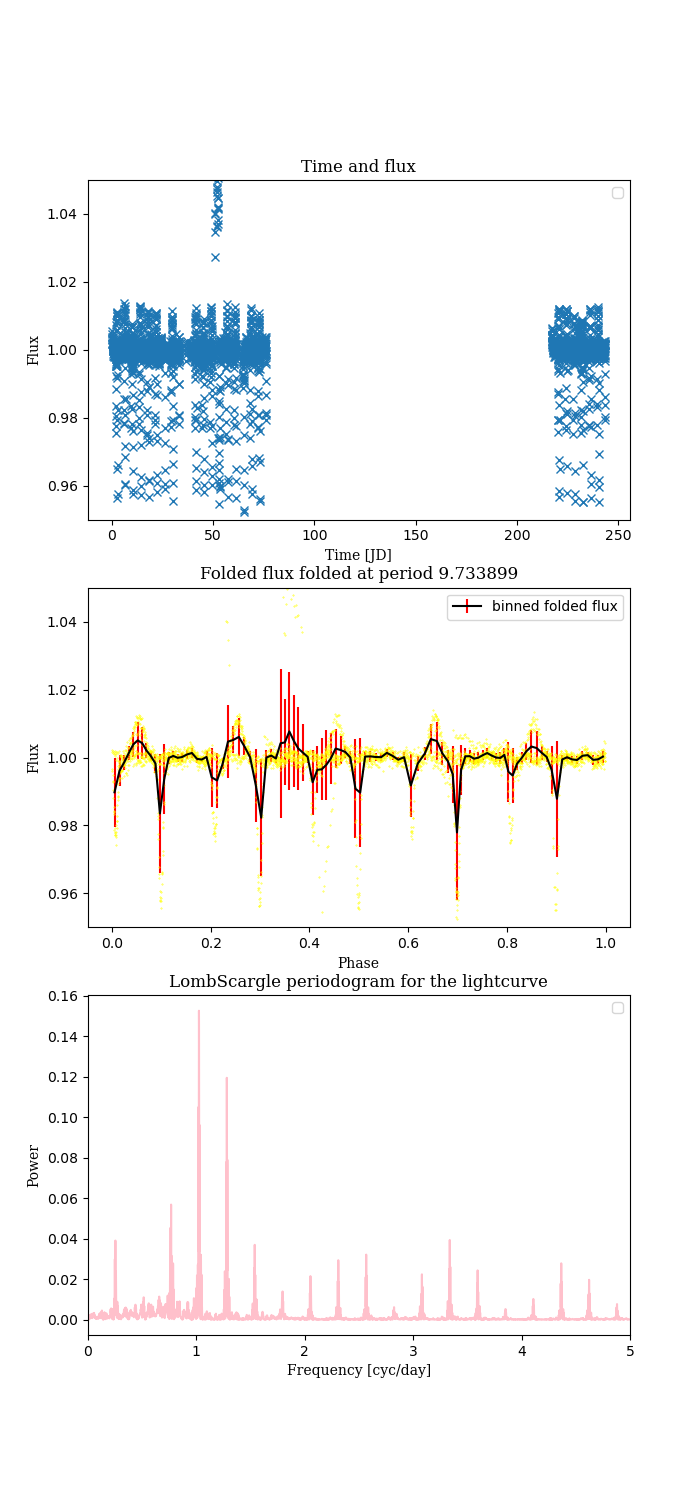 Time and flux
1.04
1.02
1.00
0.98
0.96
Flux
0 50 100 150 200 250
Time [JD]
Folded flux folded at period 9.733899
binned folded flux
1.04
1.02
1.00
0.98
0.96
Flux
0.0 0.2 0.4 0.6 0.8 1.0
Phase
LombScargle periodogram for the lightcurve
0.16
0.14
0.12
0.10
0.08
0.06
0.04
0.02
0.00
Power
0 1 2 3 4 5
Frequency [cyc/day]